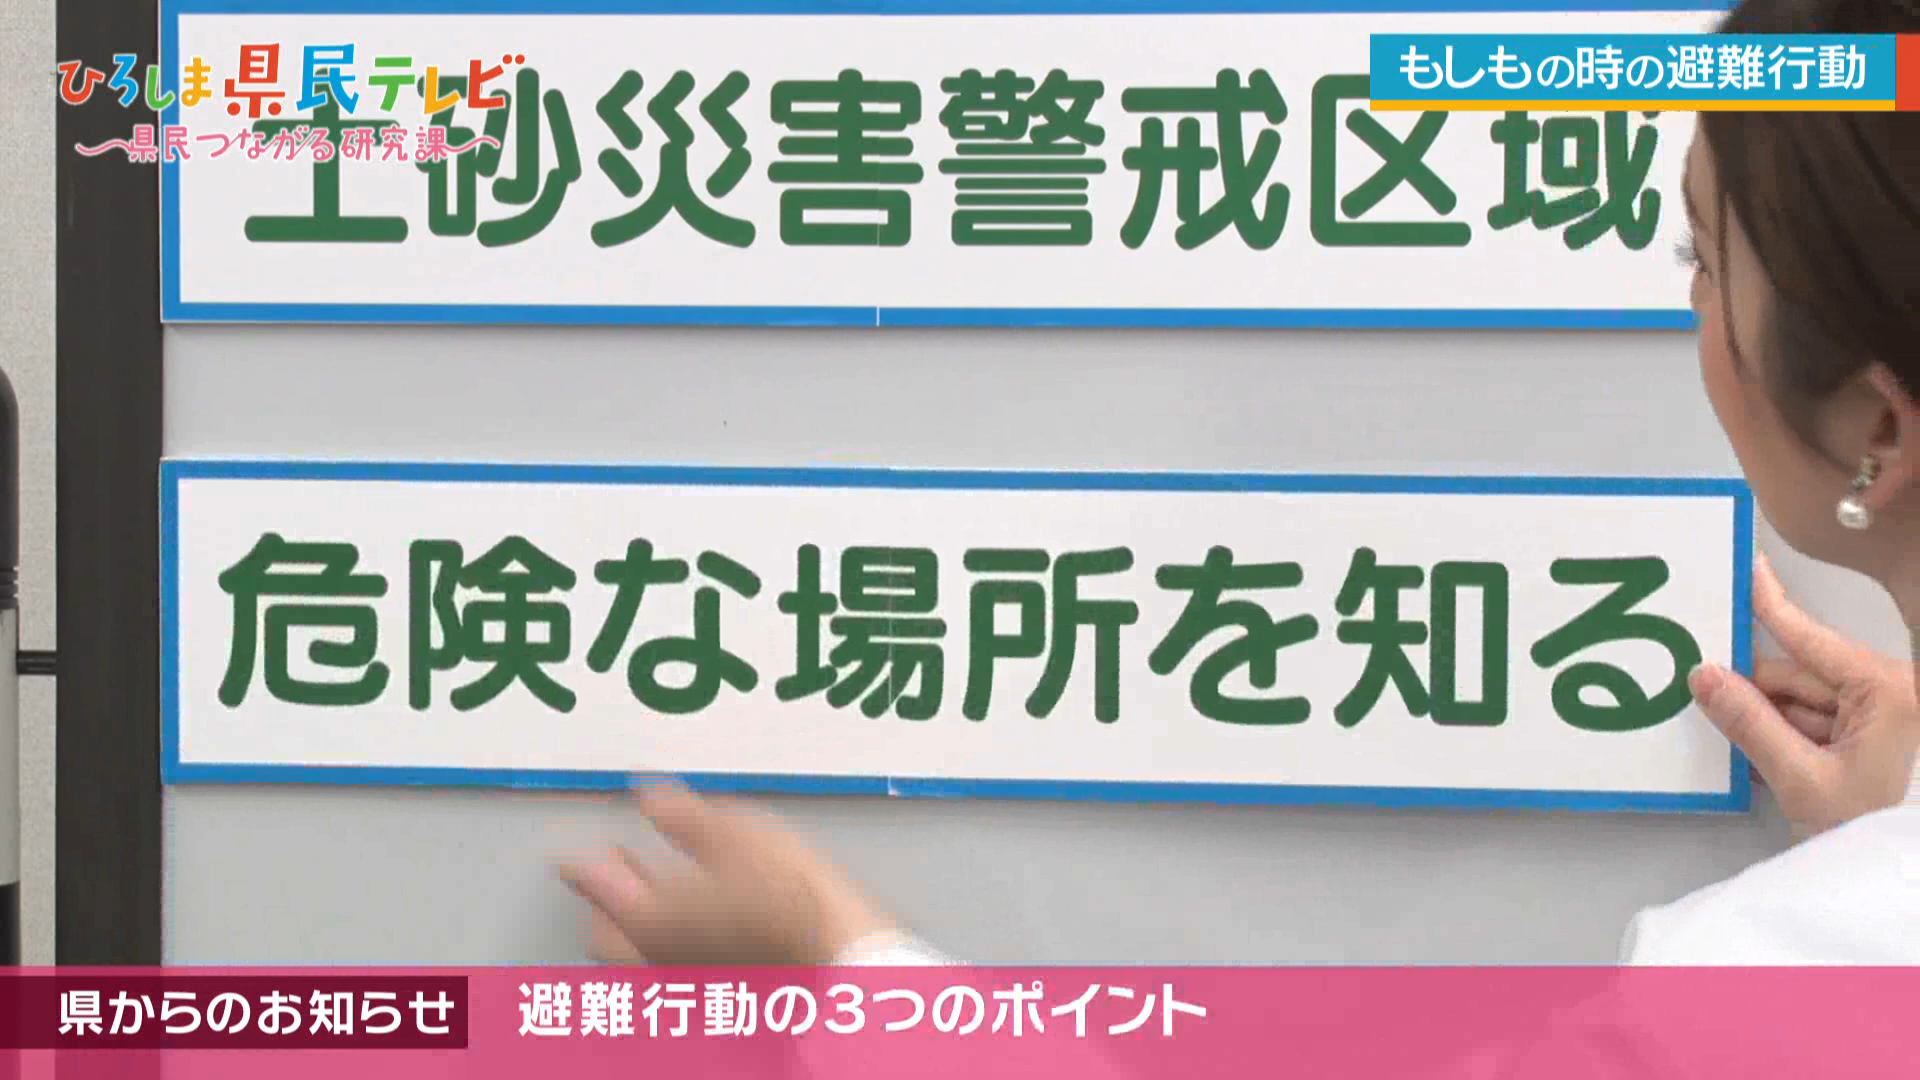 ひろしま県民テレビ
〜県民つながる研究課〜
もしもの時の避難行動
土砂災害警戒区域
危険な場所を知る
県からのお知らせ
避難行動の3つのポイント